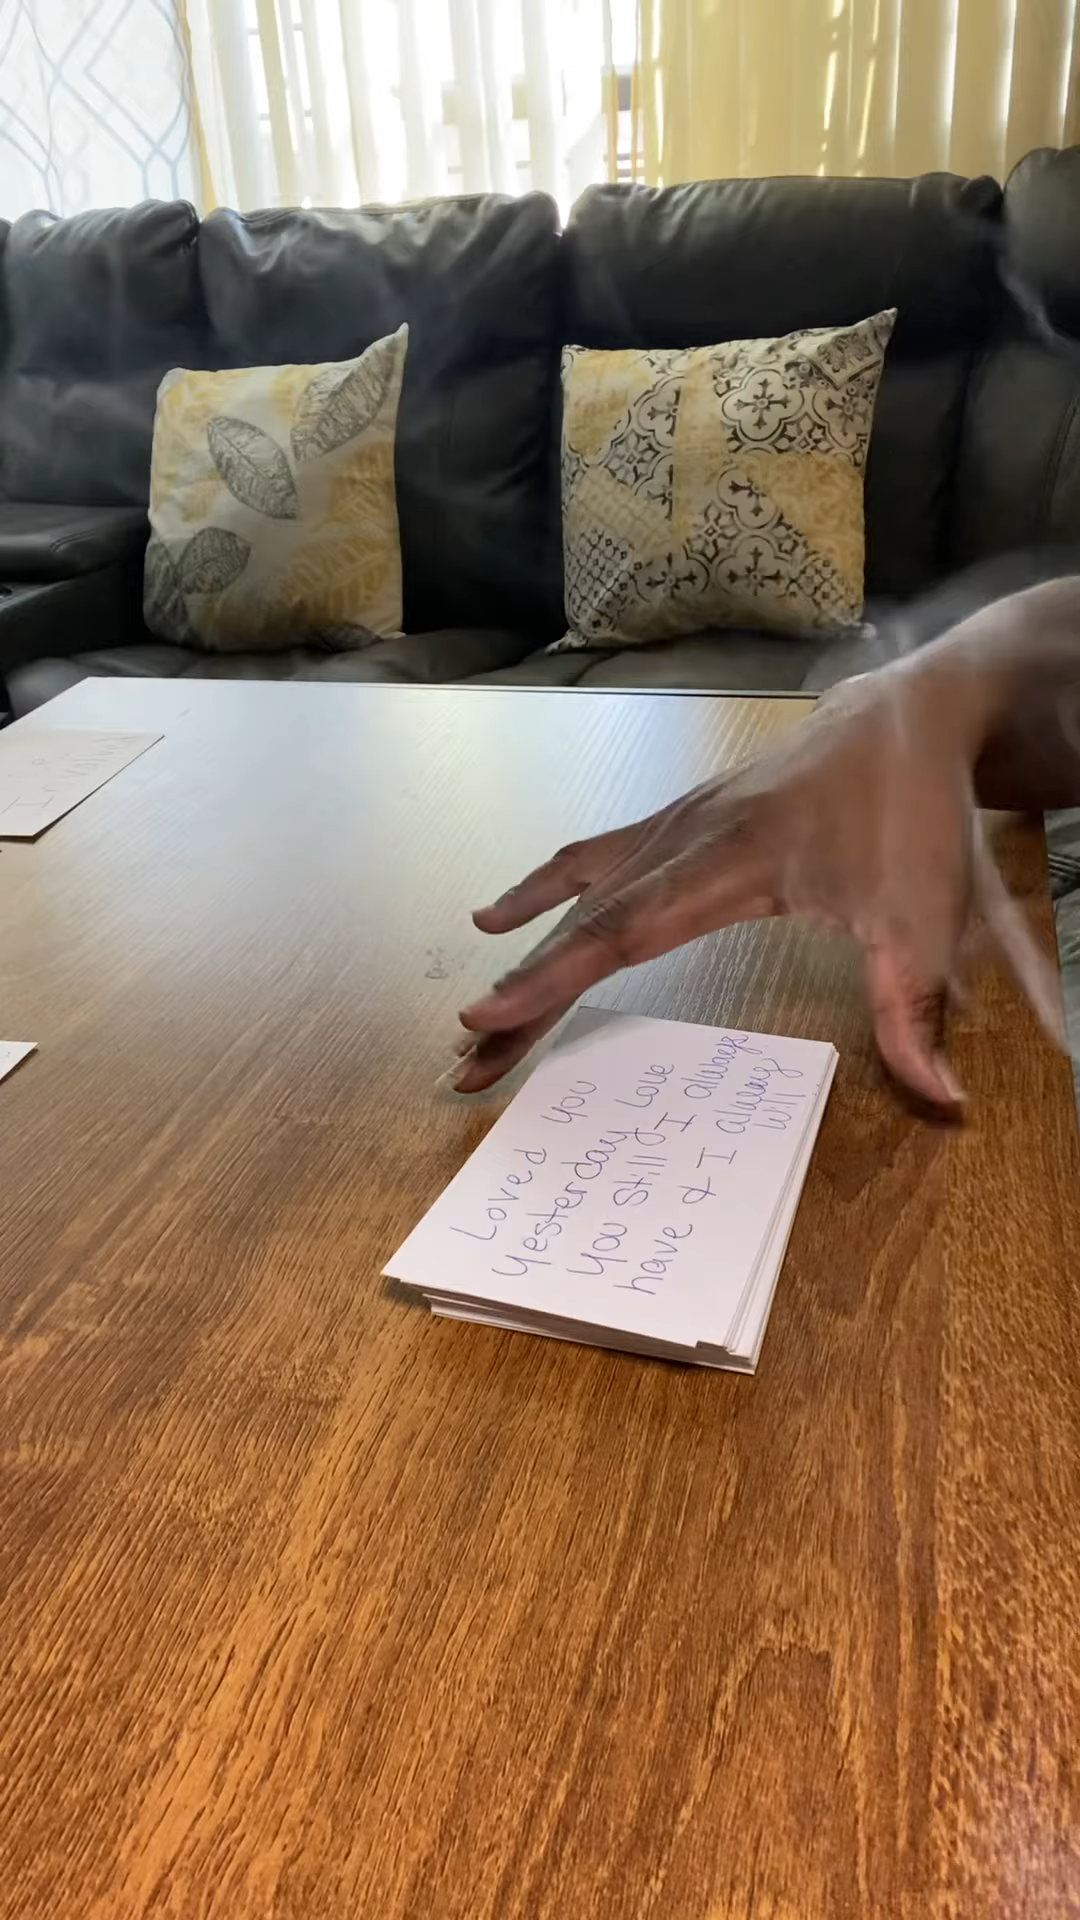 Loved you
Yesterday Love
you still I always
have & I always
will..